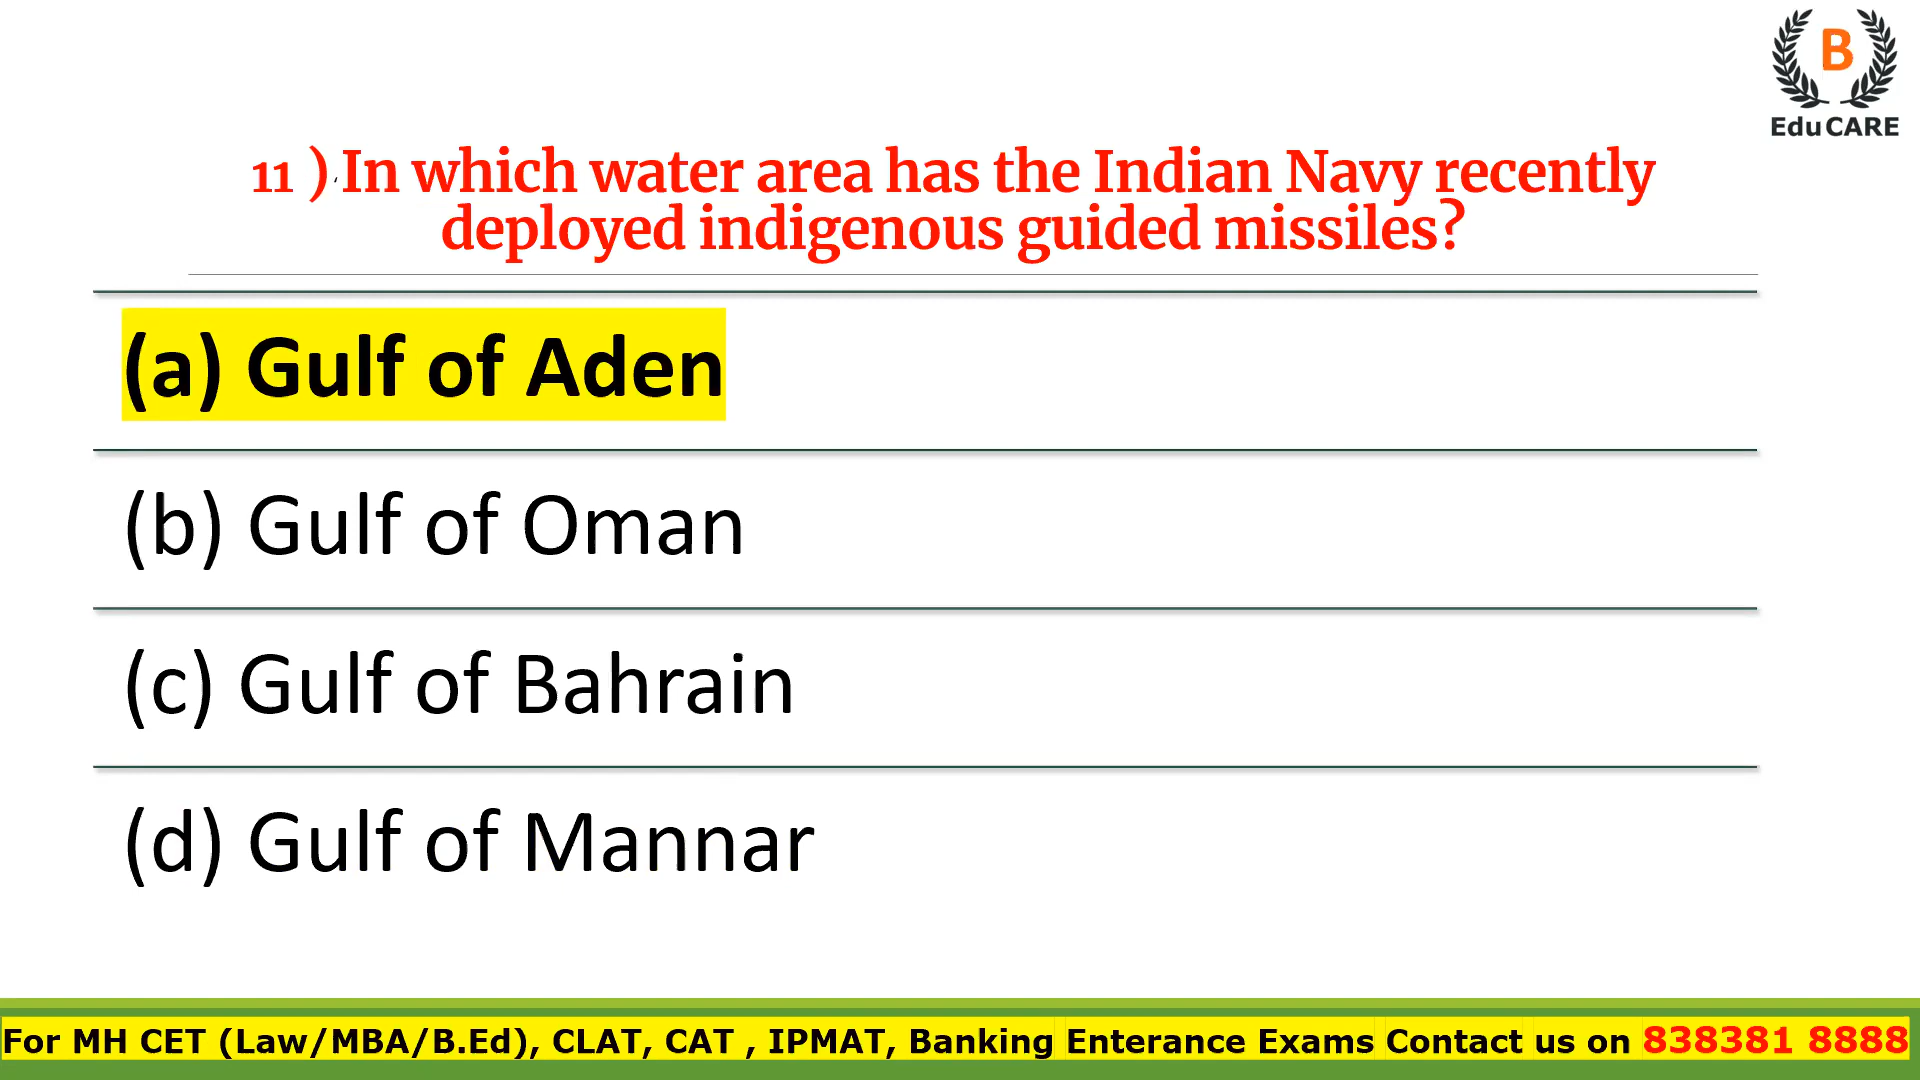 B
EduCARE
11 ) In which water area has the Indian Navy recently
deployed indigenous guided missiles?
(a) Gulf of Aden
(b) Gulf of Oman
(c) Gulf of Bahrain
(d) Gulf of Mannar
For MH CET (Law/MBA/B.Ed), CLAT, CAT , IPMAT, Banking Enterance Exams Contact us on 838381 8888